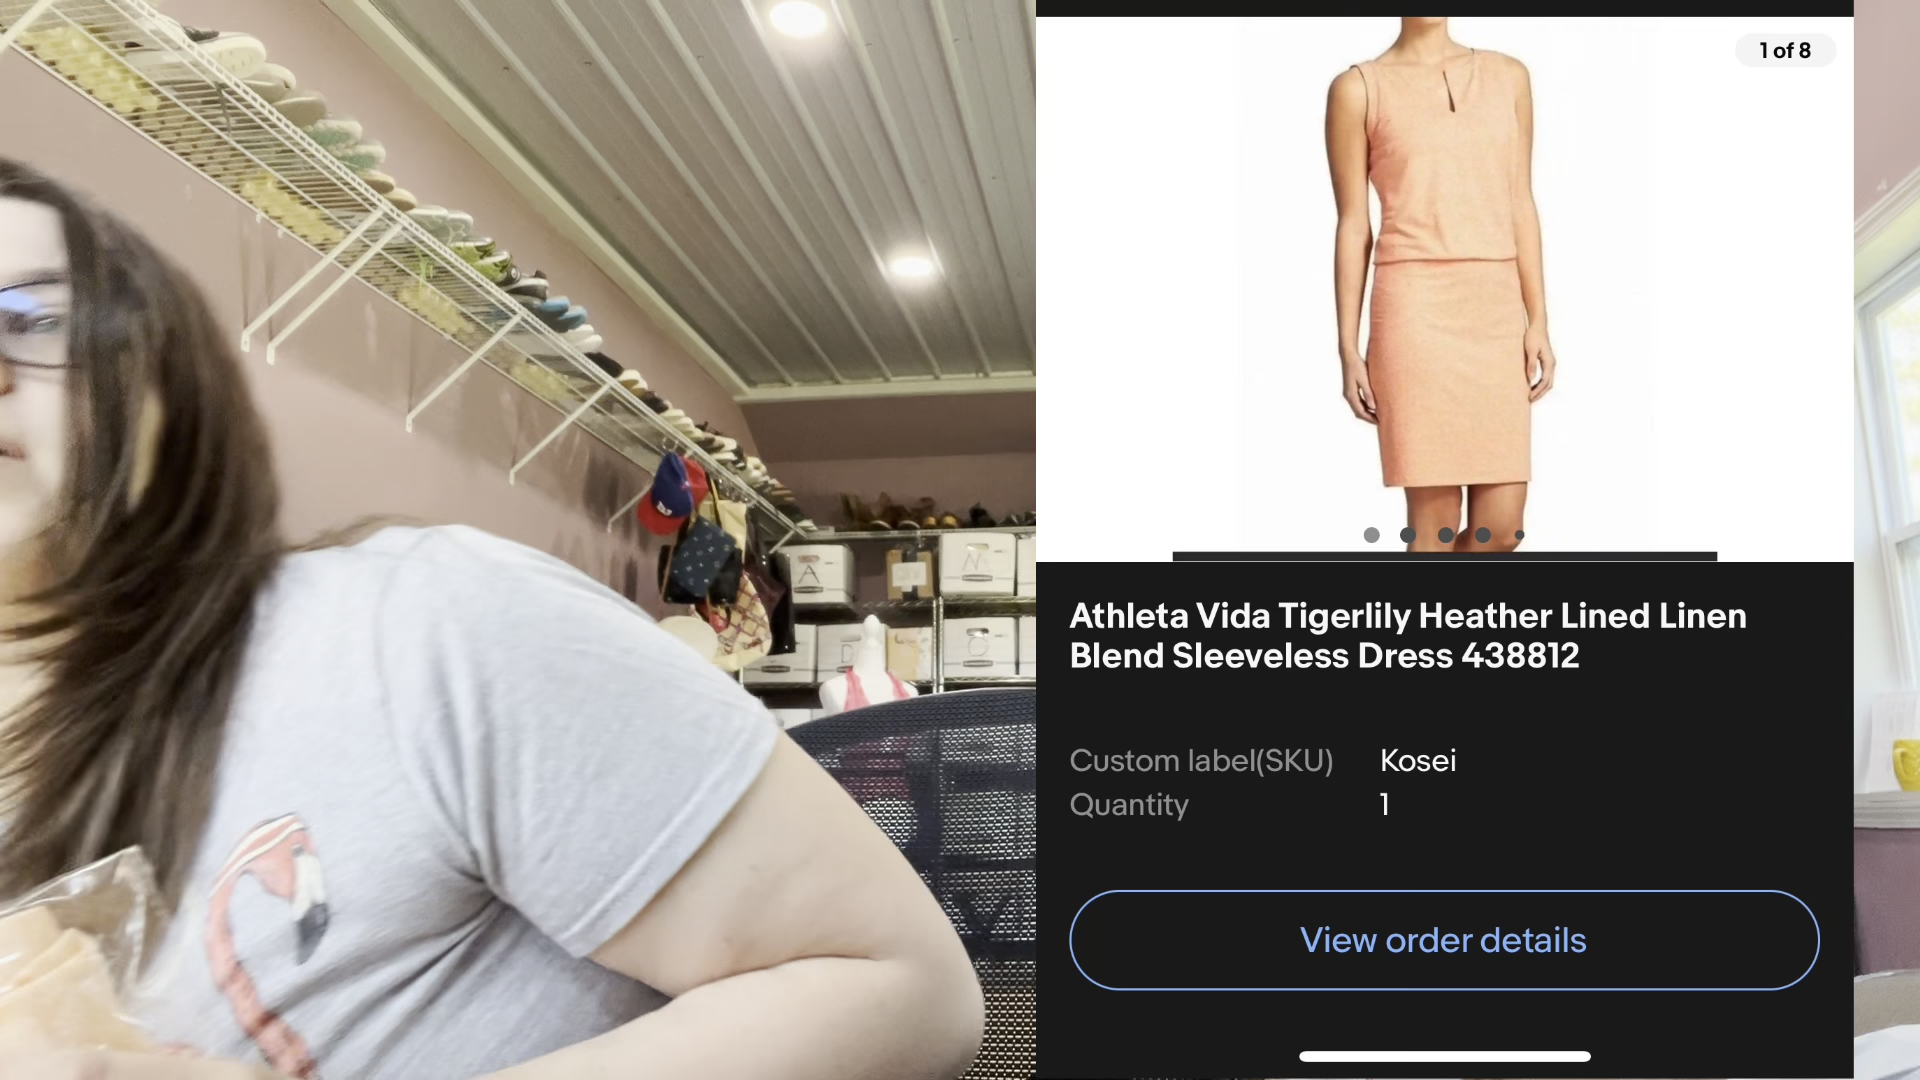 1 of 8
Athleta Vida Tigerlily Heather Lined Linen
Blend Sleeveless Dress 438812
Custom label(SKU) Kosei
Quantity 1
View order details
A
N
D
O